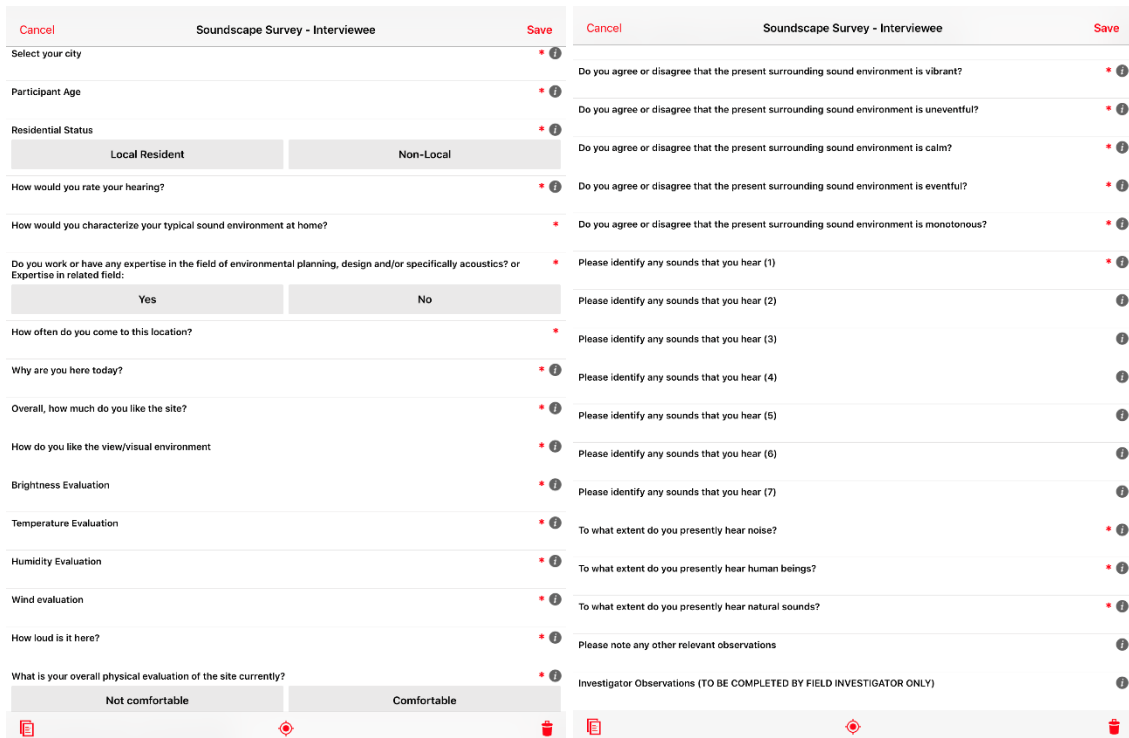 Cancel Soundscape Survey - Interviewee Save
Select your city *
Participant Age *
Residential Status *
Local Resident Non-Local
How would you rate your hearing? *
How would you characterize your typical sound environment at home? *
Do you work or have any expertise in the field of environmental planning, design and/or specifically acoustics? or *
Expertise in related field:
Yes No
How often do you come to this location? *
Why are you here today? *
Overall, how much do you like the site? *
How do you like the view/visual environment *
Brightness Evaluation *
Temperature Evaluation *
Humidity Evaluation *
Wind evaluation *
How loud is it here? *
What is your overall physical evaluation of the site currently? *
Not comfortable Comfortable
Cancel Soundscape Survey - Interviewee Save
Do you agree or disagree that the present surrounding sound environment is vibrant? *
Do you agree or disagree that the present surrounding sound environment is uneventful? *
Do you agree or disagree that the present surrounding sound environment is calm? *
Do you agree or disagree that the present surrounding sound environment is eventful? *
Do you agree or disagree that the present surrounding sound environment is monotonous? *
Please identify any sounds that you hear (1) *
Please identify any sounds that you hear (2)
Please identify any sounds that you hear (3)
Please identify any sounds that you hear (4)
Please identify any sounds that you hear (5)
Please identify any sounds that you hear (6)
Please identify any sounds that you hear (7)
To what extent do you presently hear noise? *
To what extent do you presently hear human beings? *
To what extent do you presently hear natural sounds? *
Please note any other relevant observations
Investigator Observations (TO BE COMPLETED BY FIELD INVESTIGATOR ONLY)